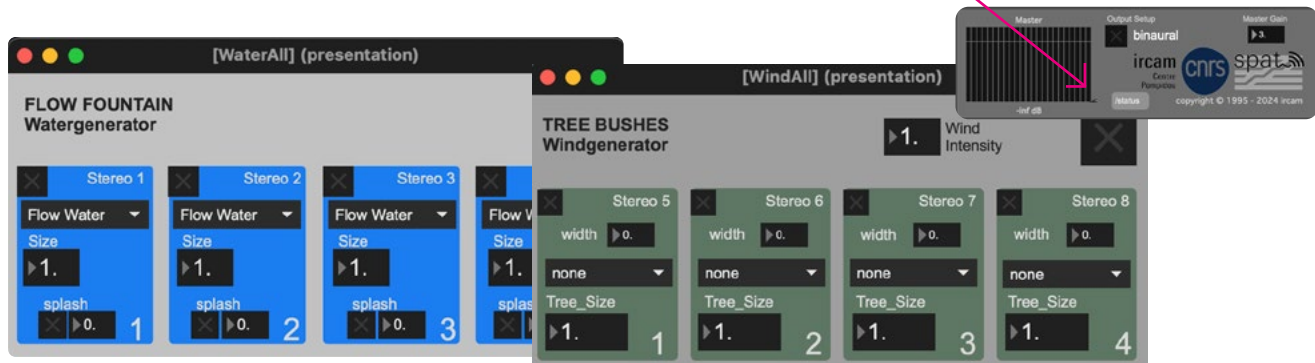 [WaterAll] (presentation)
FLOW FOUNTAIN
Watergenerator
Stereo 1
Flow Water
Size
1.
splash
0.
1
Stereo 2
Flow Water
Size
1.
splash
0.
2
Stereo 3
Flow Water
Size
1.
splash
0.
3
Size
1.
[WindAll] (presentation)
TREE BUSHES
Windgenerator
1.
Wind
Intensity
Stereo 5
width 0.
none
Tree_Size
1.
1
Stereo 6
width 0.
none
Tree_Size
1.
2
Stereo 7
width 0.
none
Tree_Size
1.
3
Stereo 8
width 0.
none
Tree_Size
1.
4
Master
-inf dB
Output Setup
binaural
Master Gain
3.
ircam
Centre
Pompidou
cnrs
spat
/status
copyright © 1995 - 2024 ircam